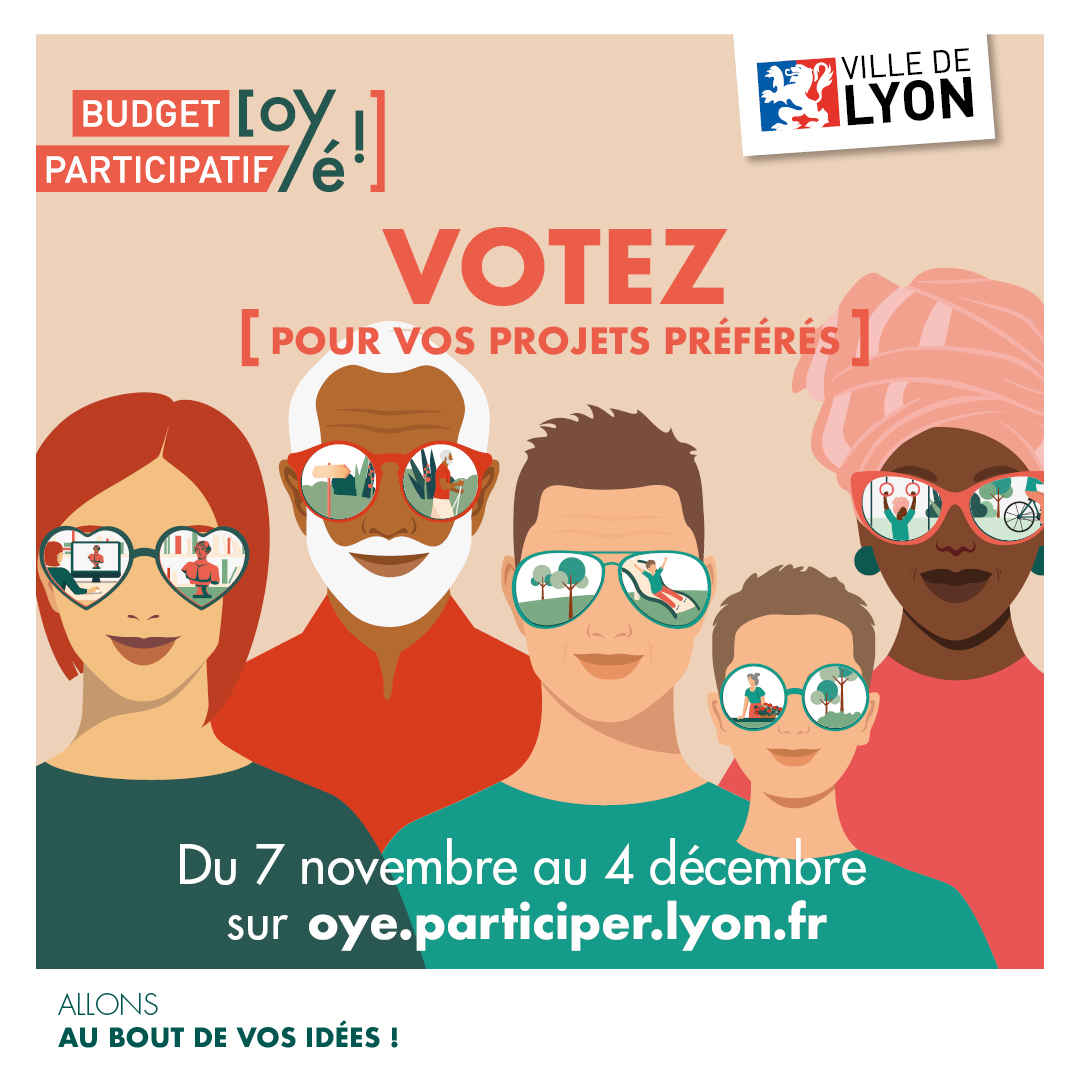 BUDGET [oy
PARTICIPATIF /é!]
VILLE DE
LYON
VOTEZ
[ POUR VOS PROJETS PRÉFÉRÉS ]
Du 7 novembre au 4 décembre
sur oye.participer.lyon.fr
ALLONS
AU BOUT DE VOS IDÉES !